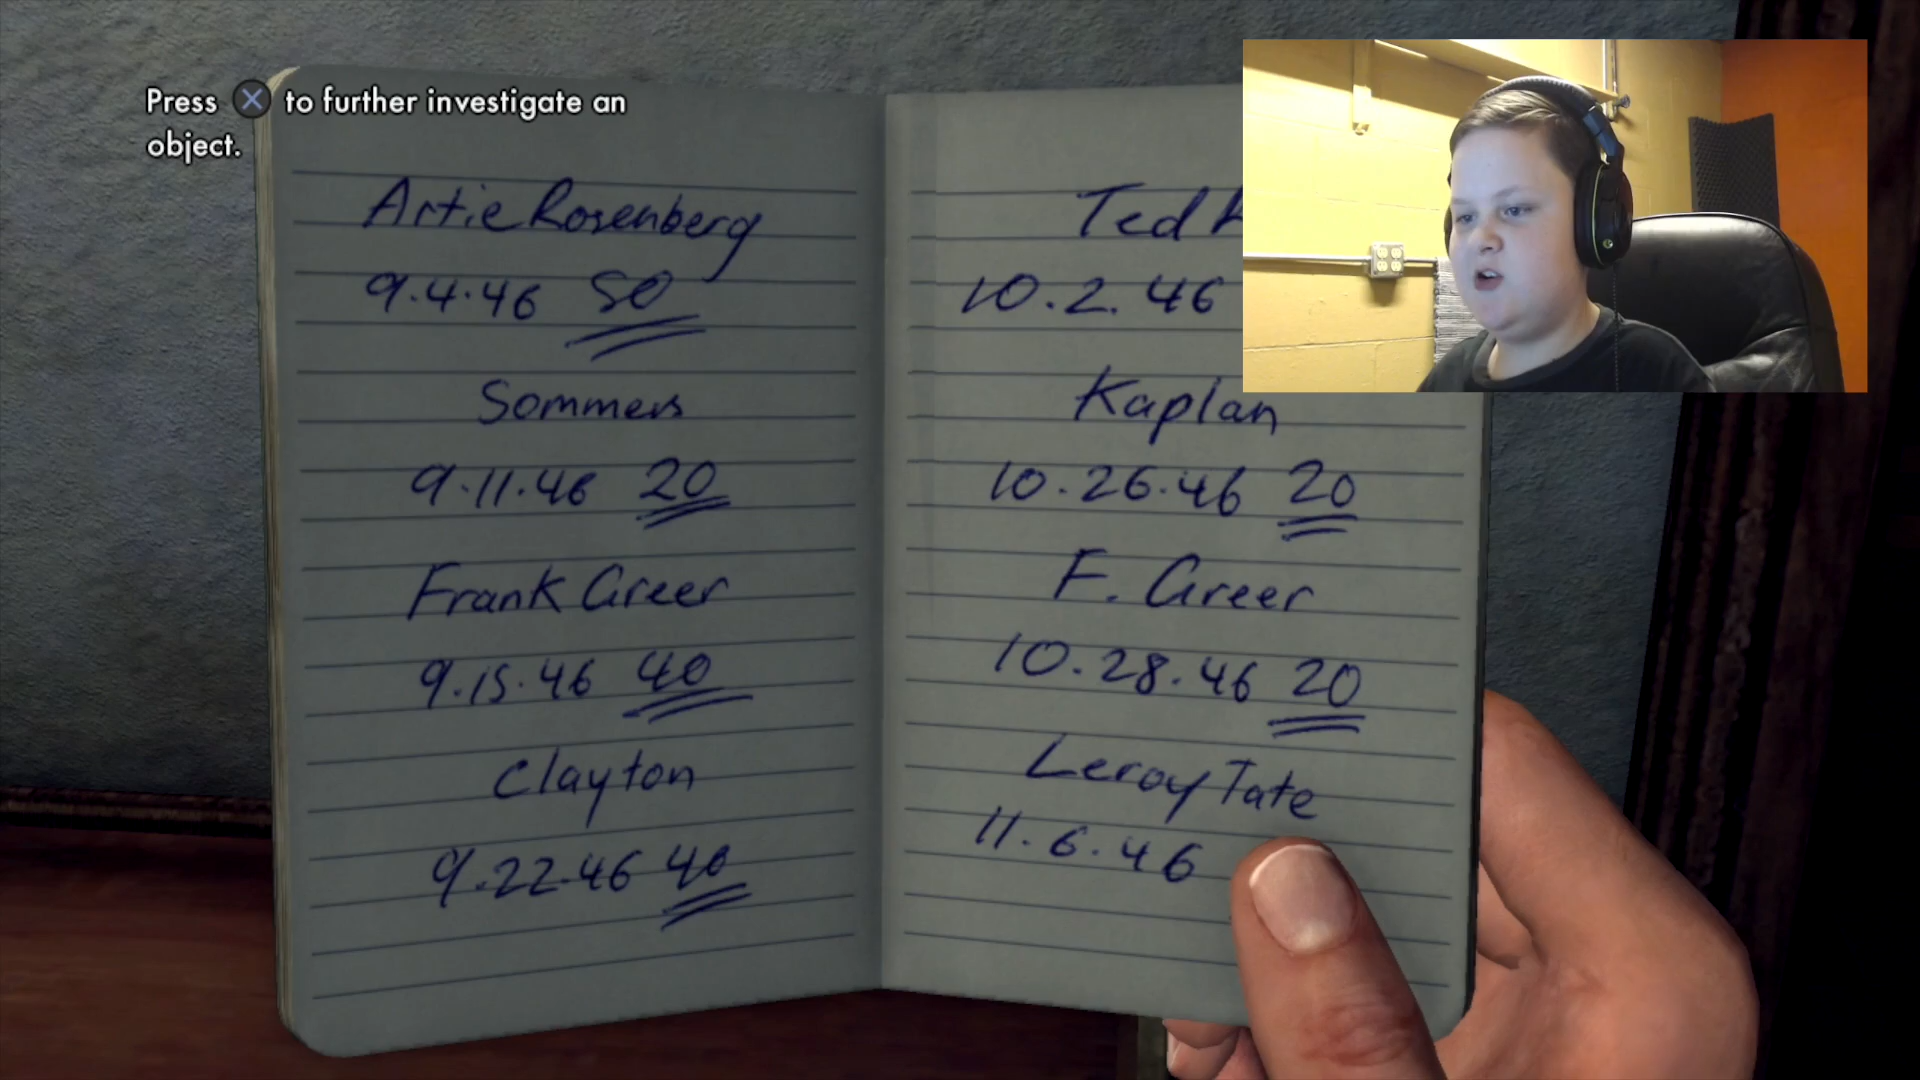 Press X to further investigate an
object.
Artie Rosenberg
9.4.46 50
Sommers
9.11.46 20
Frank Greer
9.15.46 40
Clayton
9.22.46 40
Ted
10.2.46
Kaplan
10.26.46 20
F. Greer
10.28.46 20
Leroy Tate
11.6.46